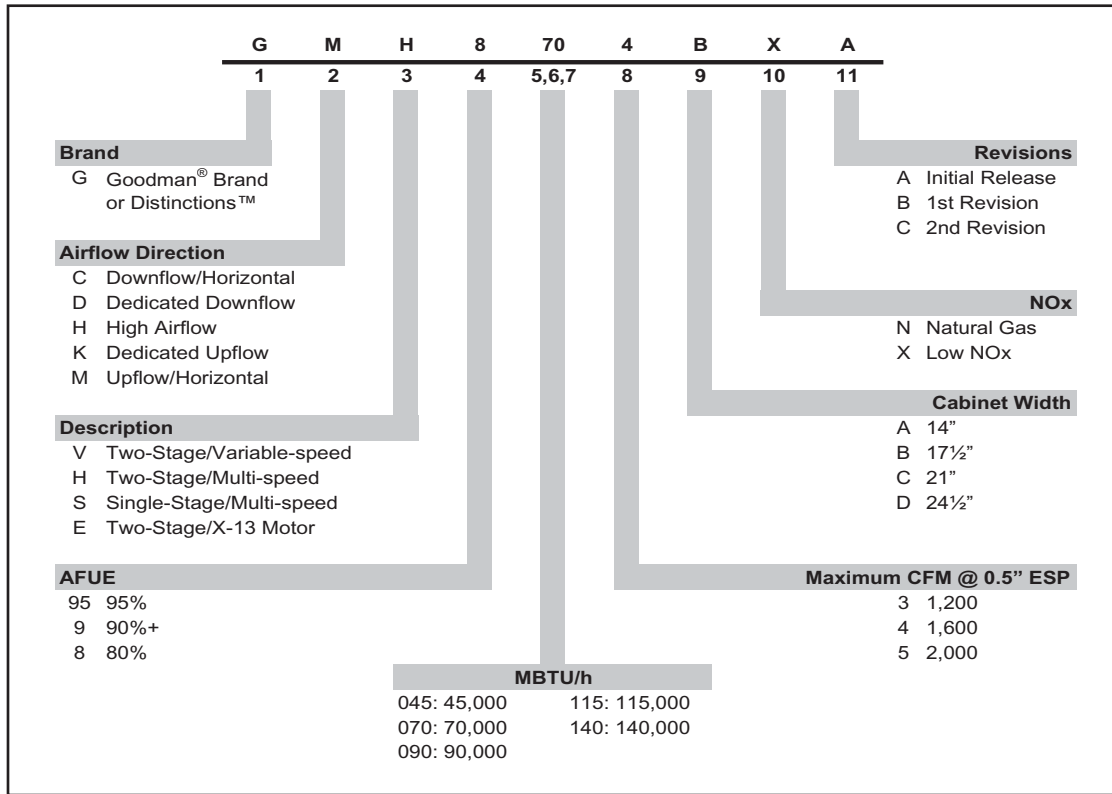 G M H 8 70 4 B X A
1 2 3 4 5,6,7 8 9 10 11
Brand
G Goodman® Brand
or Distinctions™
Airflow Direction
C Downflow/Horizontal
D Dedicated Downflow
H High Airflow
K Dedicated Upflow
M Upflow/Horizontal
Description
V Two-Stage/Variable-speed
H Two-Stage/Multi-speed
S Single-Stage/Multi-speed
E Two-Stage/X-13 Motor
AFUE
95 95%
9 90%+
8 80%
MBTU/h
045: 45,000 115: 115,000
070: 70,000 140: 140,000
090: 90,000
Revisions
A Initial Release
B 1st Revision
C 2nd Revision
NOx
N Natural Gas
X Low NOx
Cabinet Width
A 14”
B 17½”
C 21”
D 24½”
Maximum CFM @ 0.5” ESP
3 1,200
4 1,600
5 2,000